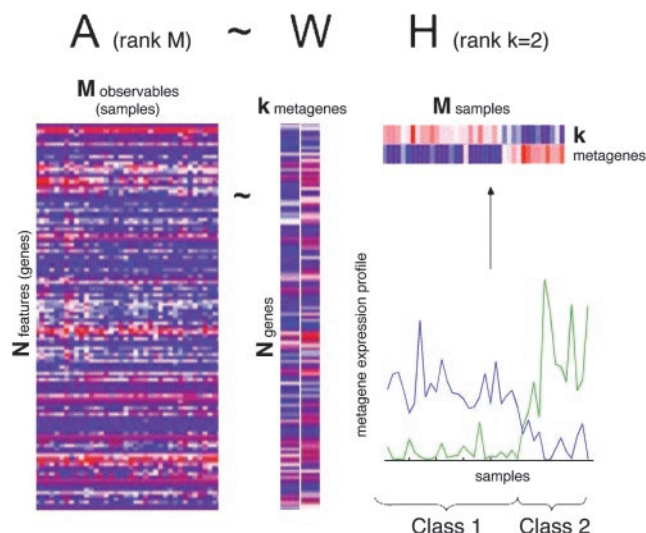 A (rank M) ~ W H (rank k=2)
M observables
(samples)
k metagenes
M samples
k
metagenes
~
N features (genes)
N genes
metagene expression profile
samples
Class 1 Class 2